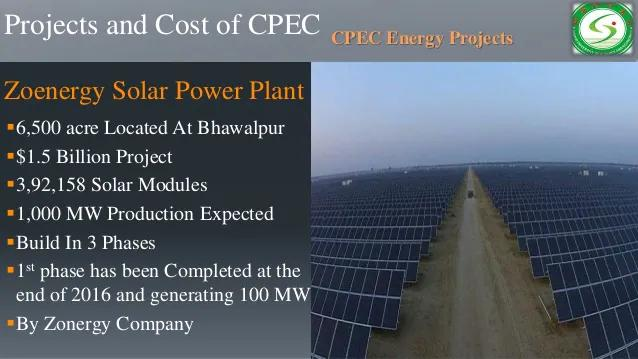 Projects and Cost of CPEC
CPEC Energy Projects
Zoenergy Solar Power Plant
▪6,500 acre Located At Bhawalpur
▪$1.5 Billion Project
▪3,92,158 Solar Modules
▪1,000 MW Production Expected
▪Build In 3 Phases
▪1st phase has been Completed at the
end of 2016 and generating 100 MW
▪By Zonergy Company